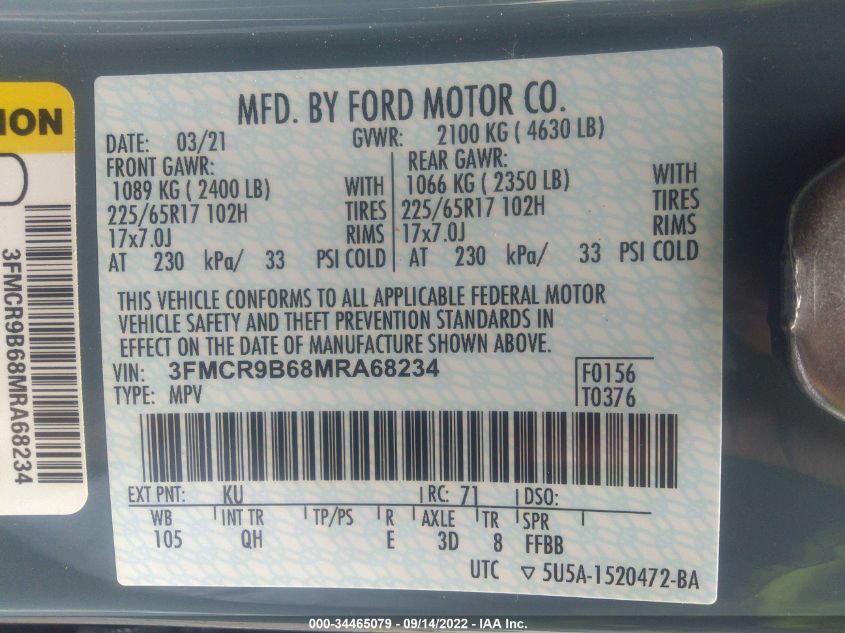 ION
3FMCR9B68MRA68234
MFD. BY FORD MOTOR CO.
DATE: 03/21 GVWR: 2100 KG ( 4630 LB)
FRONT GAWR: REAR GAWR:
1089 KG ( 2400 LB) WITH 1066 KG ( 2350 LB) WITH
225/65R17 102H TIRES 225/65R17 102H TIRES
17x7.0J RIMS 17x7.0J RIMS
AT 230 kPa/ 33 PSI COLD AT 230 kPa/ 33 PSI COLD
THIS VEHICLE CONFORMS TO ALL APPLICABLE FEDERAL MOTOR
VEHICLE SAFETY AND THEFT PREVENTION STANDARDS IN
EFFECT ON THE DATE OF MANUFACTURE SHOWN ABOVE.
VIN: 3FMCR9B68MRA68234 F0156
TYPE: MPV T0376
EXT PNT: KU RC: 71 DSO:
WB INT TR TP/PS R AXLE TR SPR
105 QH E 3D 8 FFBB
UTC ▽ 5U5A-1520472-BA
000-34465079 - 09/14/2022 - IAA Inc.